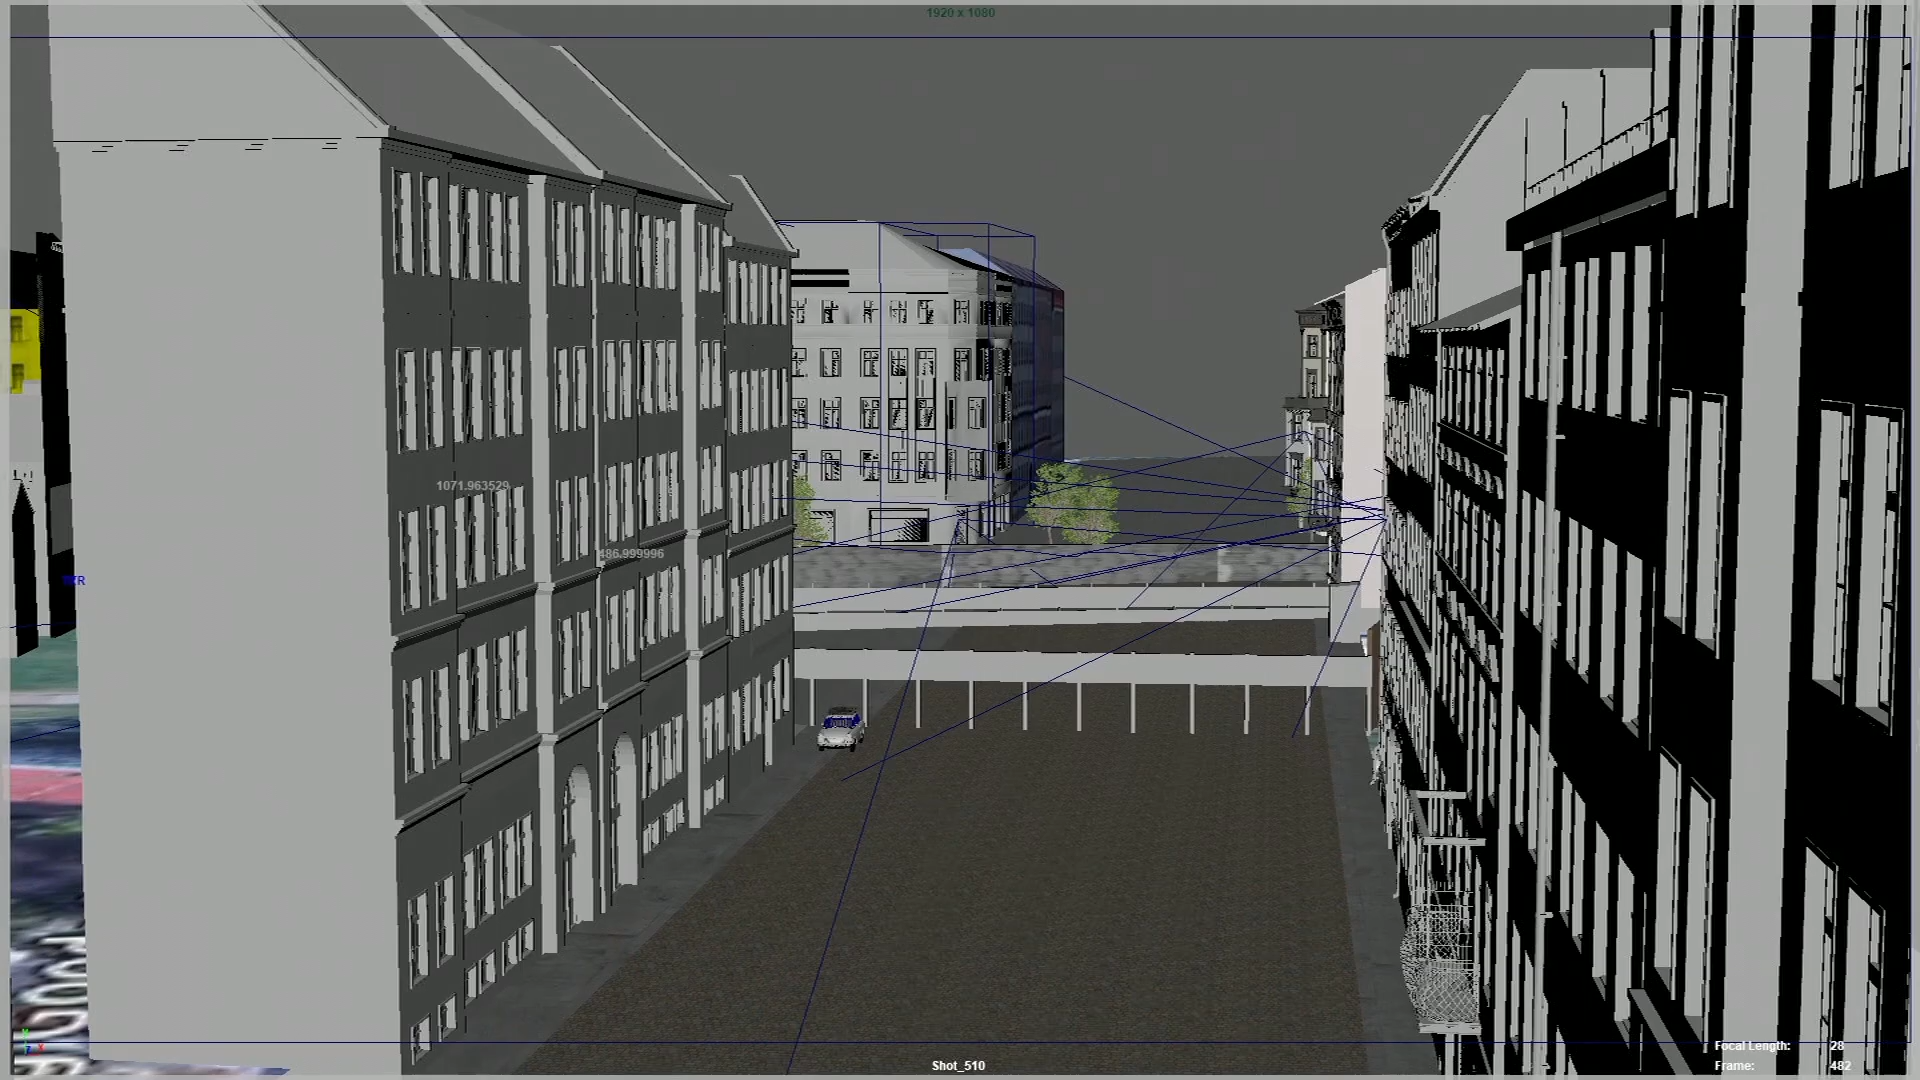 1920 x 1080
1071.963529
486.999996
Focal Length: 28
Shot_510
Frame: 482